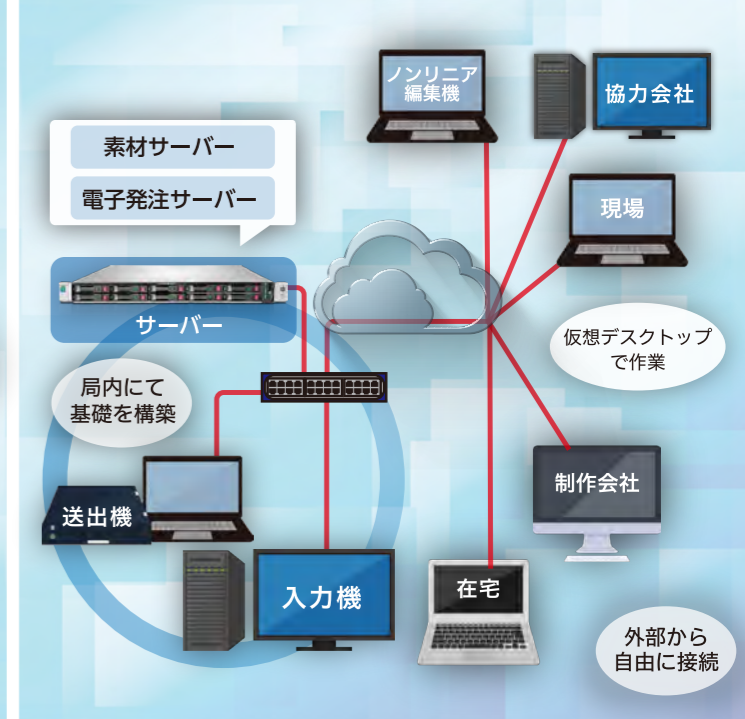 ノンリニア
編集機
協力会社
素材サーバー
電子発注サーバー
現場
サーバー
仮想デスクトップ
で作業
局内にて
基礎を構築
制作会社
送出機
入力機
在宅
外部から
自由に接続